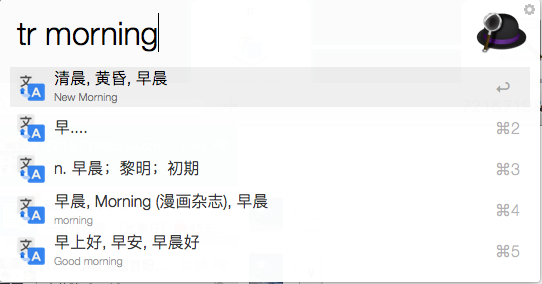 tr morning
清晨, 黄昏, 早晨
New Morning
早....
⌘2
n. 早晨；黎明；初期
⌘3
早晨, Morning (漫画杂志), 早晨
morning
⌘4
早上好, 早安, 早晨好
Good morning
⌘5